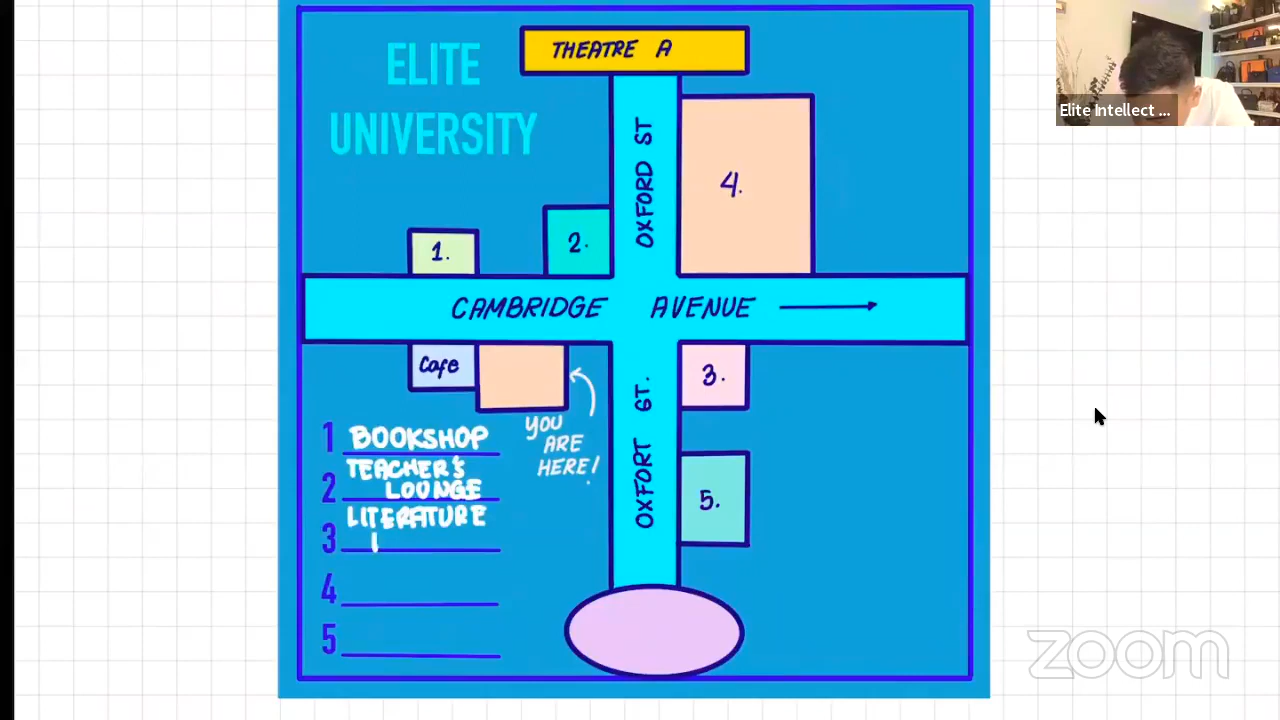 ELITE
UNIVERSITY
THEATRE A
Elite Intellect ...
OXFORD ST
4.
1.
2.
CAMBRIDGE AVENUE
Cafe
3.
OXFORT GT.
YOU
ARE
HERE!
5.
1 BOOKSHOP
TEACHER'S
2 LOUNGE
LITERATURE
3
4
5
zoom